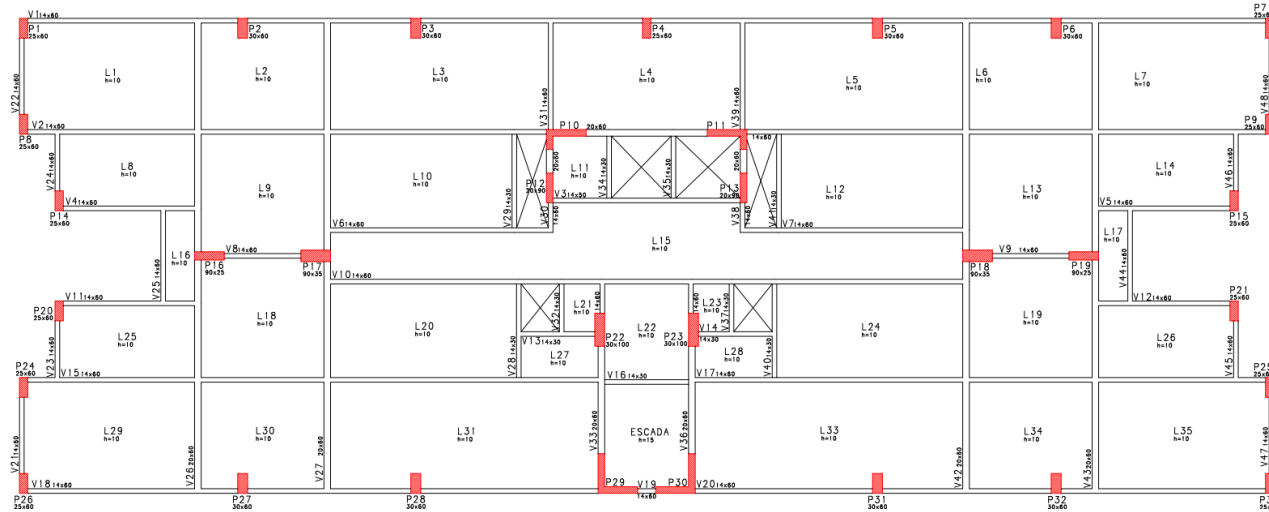 V1 14x60
P1
25x60
P2
30x60
P3
30x60
P4
25x60
P5
30x60
P6
30x60
P7
25x6
L1
h=10
L2
h=10
L3
h=10
L4
h=10
L5
h=10
L6
h=10
L7
h=10
V22 14x60
V31 14x60
V39 14x60
V48 14x60
V2 14x60
P8
25x60
P10
20x60
P11
14x60
P9
25x60
V24 14x60
L8
h=10
L9
h=10
L10
h=10
V29 14x30
P12
20x90
20x60
L11
h=10
V34 14x30
V35 14x30
20x60
P13
20x90
V41 14x30
L12
h=10
L13
h=10
L14
h=10
V46 14x60
V4 14x60
P14
25x60
V3 14x50
V30 14x60
V38 14x60
V5 14x60
P15
25x60
V6 14x60
V7 14x60
L15
h=10
L16
h=10
V8 14x60
P16
90x25
P17
90x35
V9 14x60
P18
90x35
P19
90x25
L17
h=10
V25 14x60
V10 14x60
V44 14x60
V11 14x60
P20
25x60
V12 14x60
P21
25x60
L18
h=10
L20
h=10
V32 14x30
L21
h=10
L22
h=10
L23
h=10
V37 14x30
L24
h=10
L19
h=10
V23 14x60
L25
h=10
V13 14x30
P22
30x100
P23
30x100
V14
14x30
L26
h=10
V45 14x60
V28 14x30
L27
h=10
L28
h=10
V40 14x30
P24
25x60
V15 14x60
V16 14x30
V17 14x60
P25
25x60
L29
h=10
L30
h=10
L31
h=10
ESCADA
h=15
L33
h=10
L34
h=10
L35
h=10
V21 14x60
V26 20x60
V27 20x60
V33 20x60
V36 20x60
V42 20x60
V43 20x60
V47 14x60
V18 14x60
P26
25x60
P27
30x60
P28
30x60
P29
V19
14x60
P30
V20 14x60
P31
30x60
P32
30x60